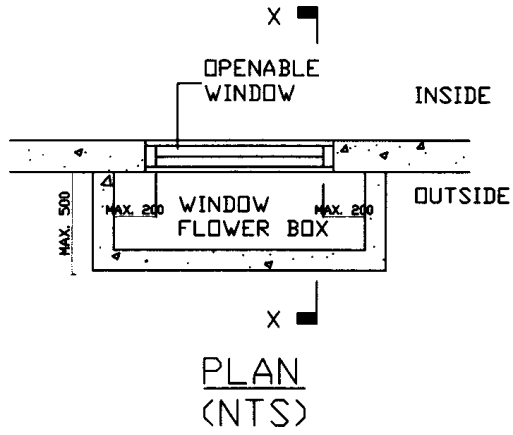 X
OPENABLE
WINDOW
INSIDE
OUTSIDE
MAX. 500
MAX. 200
WINDOW
FLOWER BOX
MAX. 200
X
PLAN
(NTS)